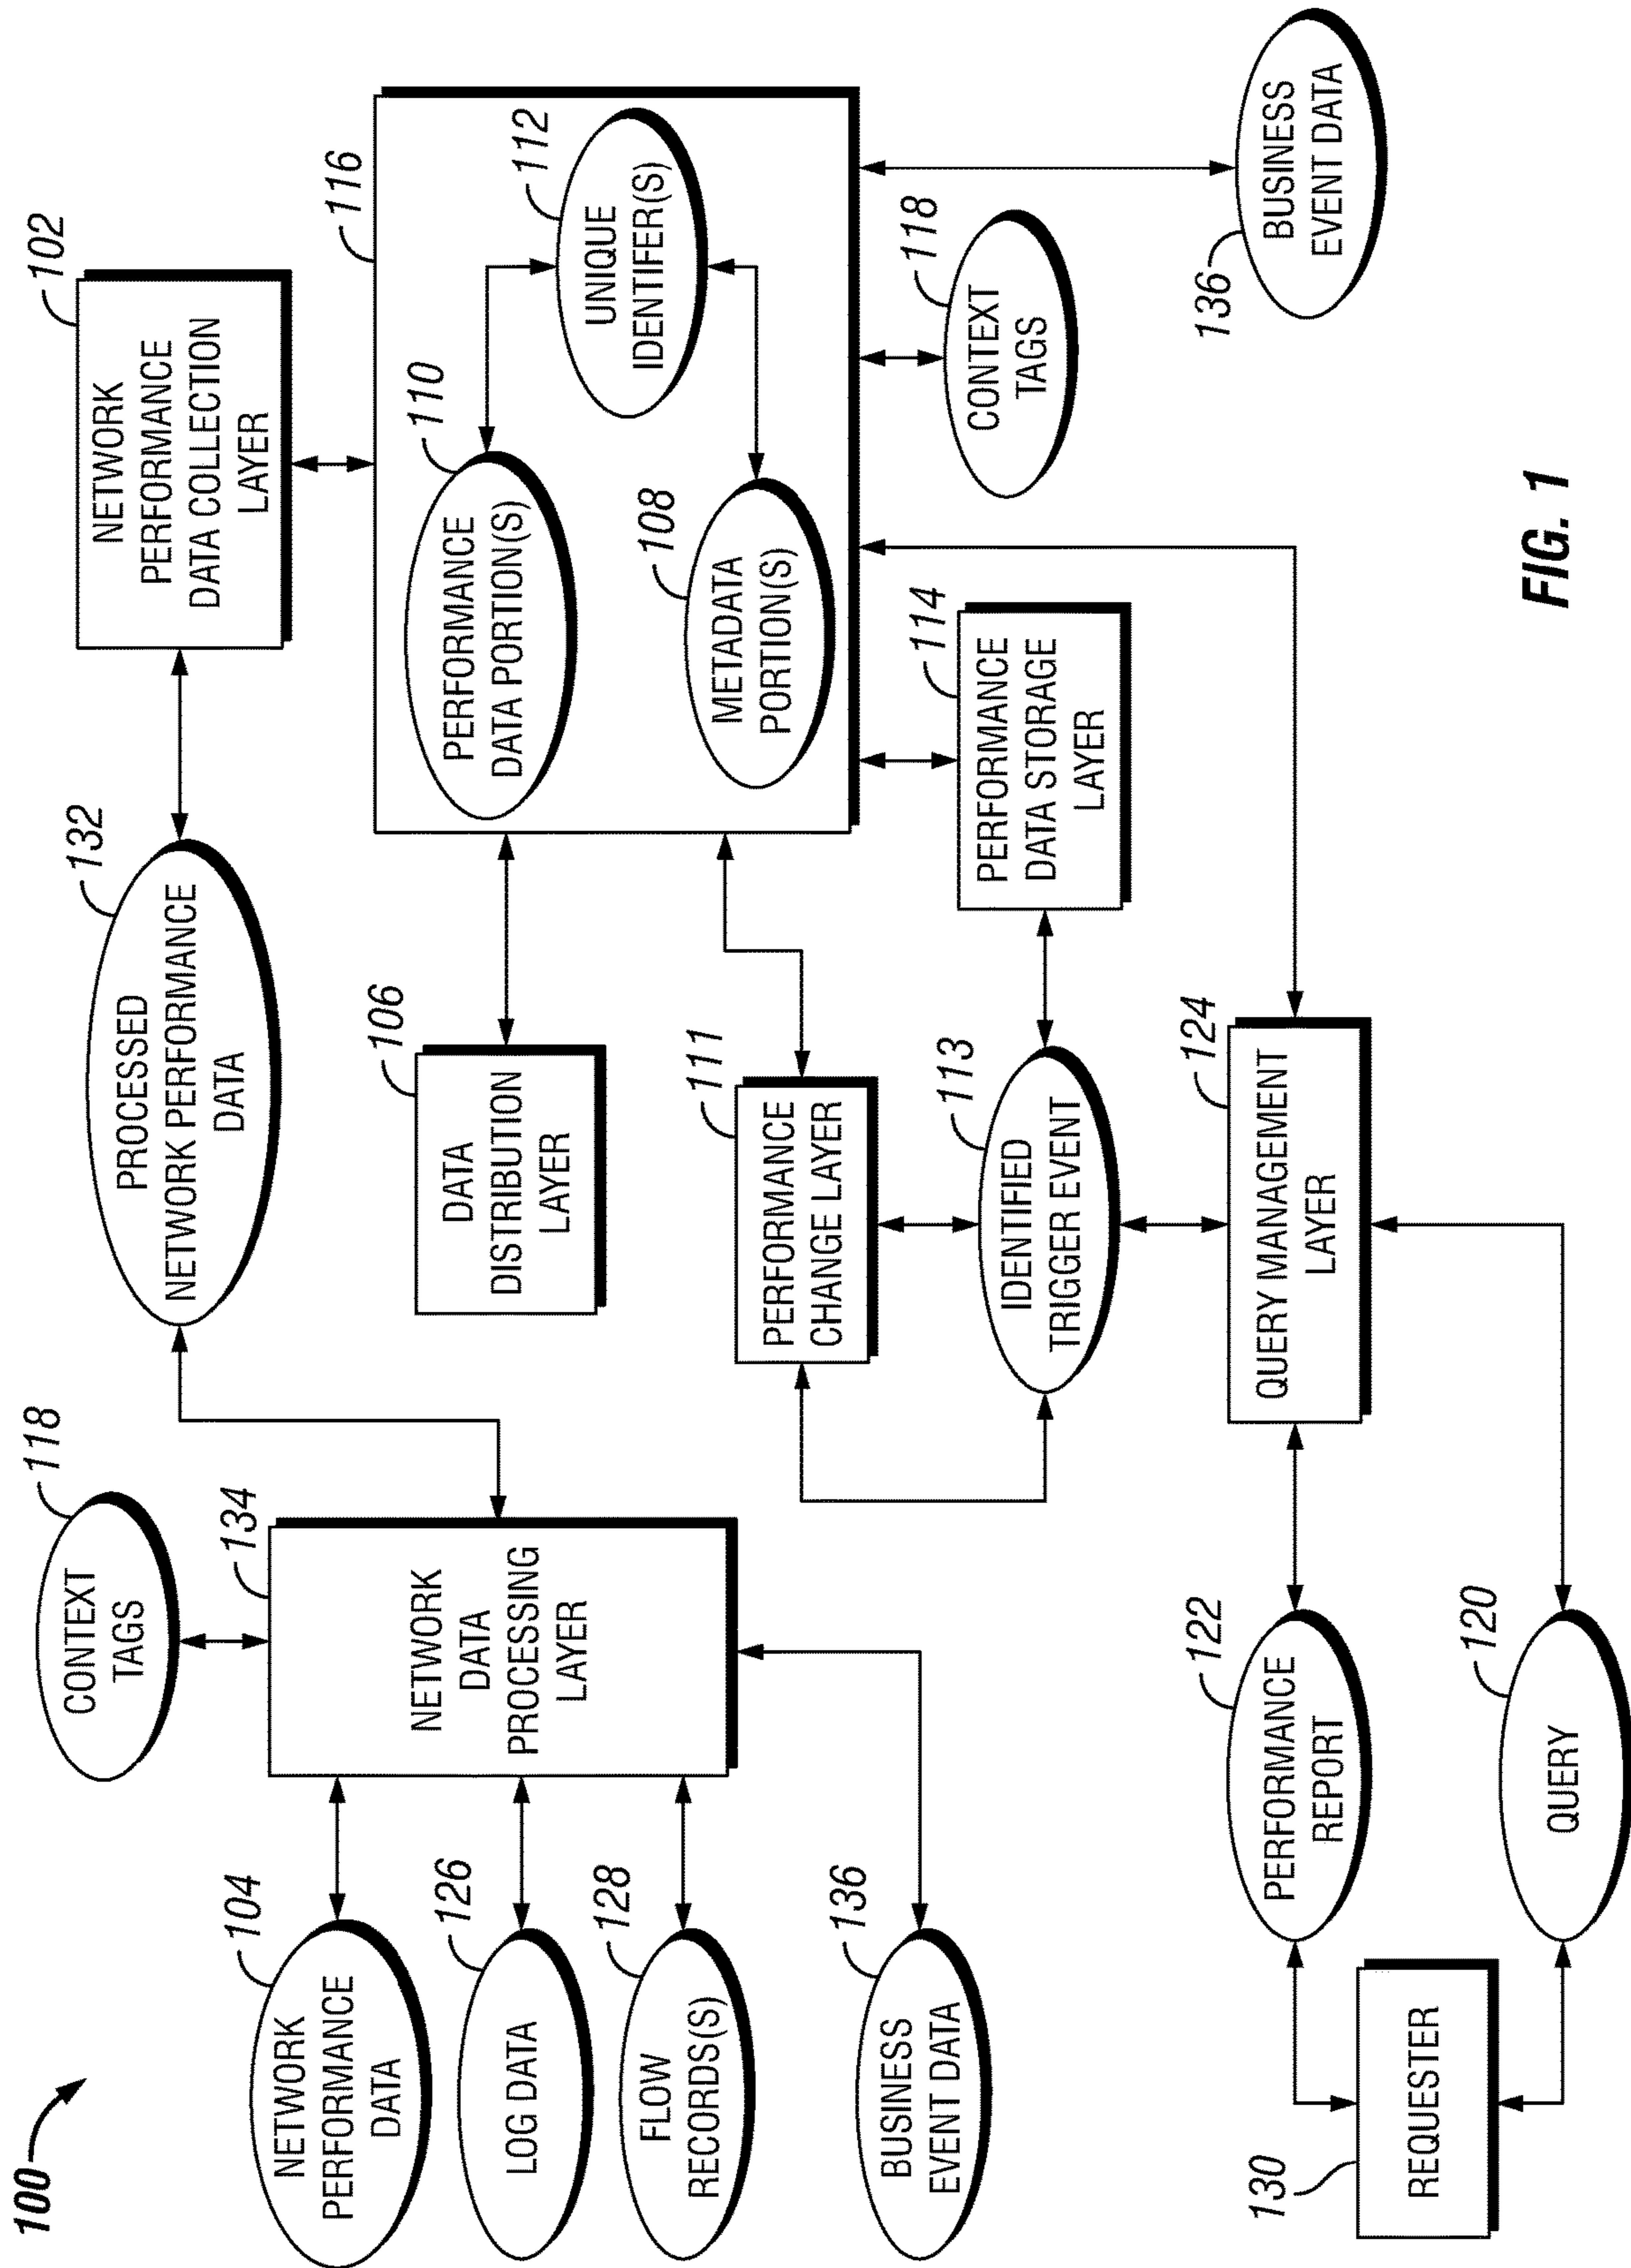 100
CONTEXT
TAGS
118
NETWORK
PERFORMANCE
DATA
104
LOG DATA
126
FLOW
RECORDS(S)
128
BUSINESS
EVENT DATA
136
NETWORK
DATA
PROCESSING
LAYER
134
PROCESSED
NETWORK PERFORMANCE
DATA
132
NETWORK
PERFORMANCE
DATA COLLECTION
LAYER
102
DATA
DISTRIBUTION
LAYER
106
116
PERFORMANCE
DATA PORTION(S)
110
UNIQUE
IDENTIFER(S)
112
METADATA
PORTION(S)
108
PERFORMANCE
CHANGE LAYER
111
IDENTIFIED
TRIGGER EVENT
113
PERFORMANCE
DATA STORAGE
LAYER
114
CONTEXT
TAGS
118
BUSINESS
EVENT DATA
136
REQUESTER
130
PERFORMANCE
REPORT
122
QUERY
120
QUERY MANAGEMENT
LAYER
124
FIG. 1